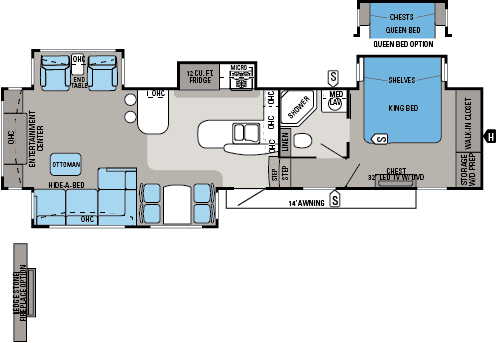 CHESTS
QUEEN BED
QUEEN BED OPTION
OHC
END
TABLE
12 CU. FT.
FRIDGE
MICRO
S
SHELVES
KING BED
S
OHC
OHC
OHC
OHC
SHOWER
MED
LAV
LINEN
OHC
ENTERTAINMENT
CENTER
OTTOMAN
HIDE-A-BED
OHC
STEP
STEP
CHEST
32" LED TV W/DVD
WALK-IN CLOSET
STORAGE
W/D PREP
H
14' AWNING
S
LEDGE STONE
FIREPLACE OPTION